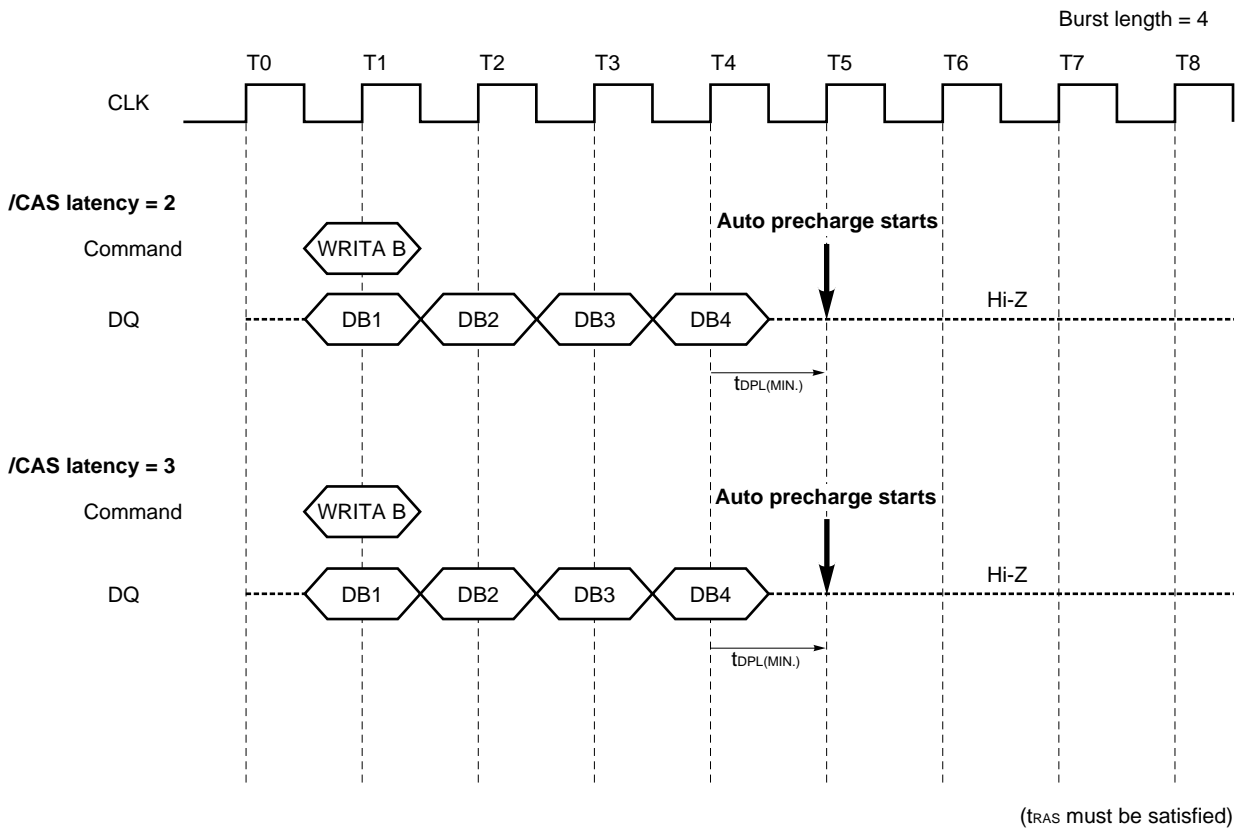 Burst length = 4
T0 T1 T2 T3 T4 T5 T6 T7 T8
CLK
/CAS latency = 2
Auto precharge starts
Command WRITA B
Hi-Z
DQ DB1 DB2 DB3 DB4
tDPL(MIN.)
/CAS latency = 3
Auto precharge starts
Command WRITA B
Hi-Z
DQ DB1 DB2 DB3 DB4
tDPL(MIN.)
(tRAS must be satisfied)